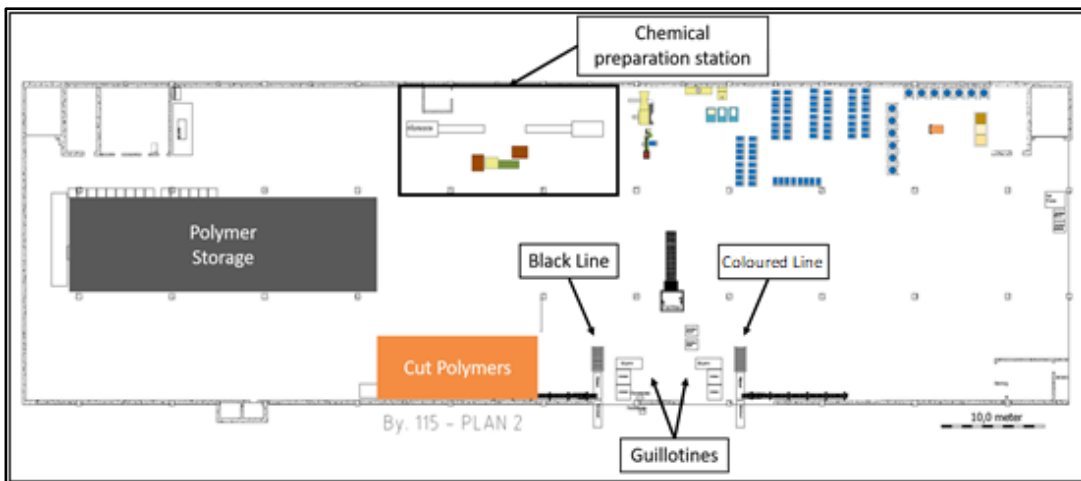 Chemical
preparation station
Polymer
Storage
Black Line
Coloured Line
Cut Polymers
By. 115 – PLAN 2
10,0 meter
Guillotines